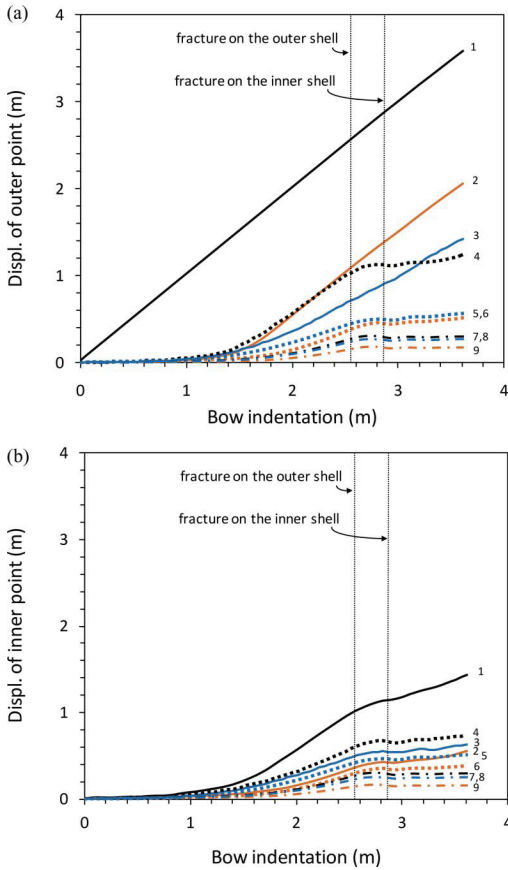 (a)
4
fracture on the outer shell
1
fracture on the inner shell
3
Displ. of outer point (m)
2
2
3
4
1
5,6
7,8
9
0
0 1 2 3 4
Bow indentation (m)
(b)
4
fracture on the outer shell
fracture on the inner shell
3
Displ. of inner point (m)
2
1
1
4
3
2 5
6
7,8
9
0
0 1 2 3 4
Bow indentation (m)